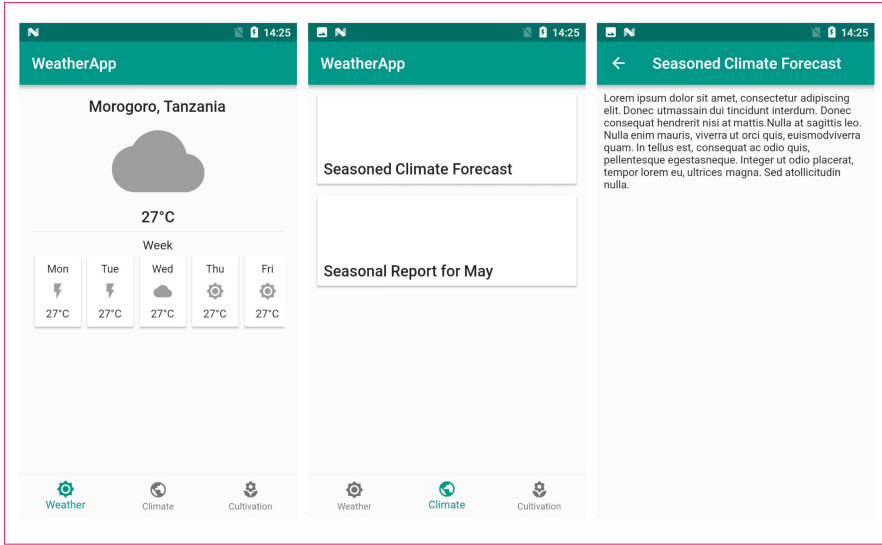 14:25
WeatherApp
Morogoro, Tanzania
27°C
Week
Mon Tue Wed Thu Fri
27°C 27°C 27°C 27°C 27°C
Weather Climate Cultivation
14:25
WeatherApp
Seasoned Climate Forecast
Seasonal Report for May
Weather Climate Cultivation
14:25
Seasoned Climate Forecast
Lorem ipsum dolor sit amet, consectetur adipiscing
elit. Donec utmassain dui tincidunt interdum. Donec
consequat hendrerit nisi at mattis.Nulla at sagittis leo.
Nulla enim mauris, viverra ut orci quis, euismodviverra
quam. In tellus est, consequat ac odio quis,
pellentesque egestasneque. Integer ut odio placerat,
tempor lorem eu, ultrices magna. Sed atollicitudin
nulla.